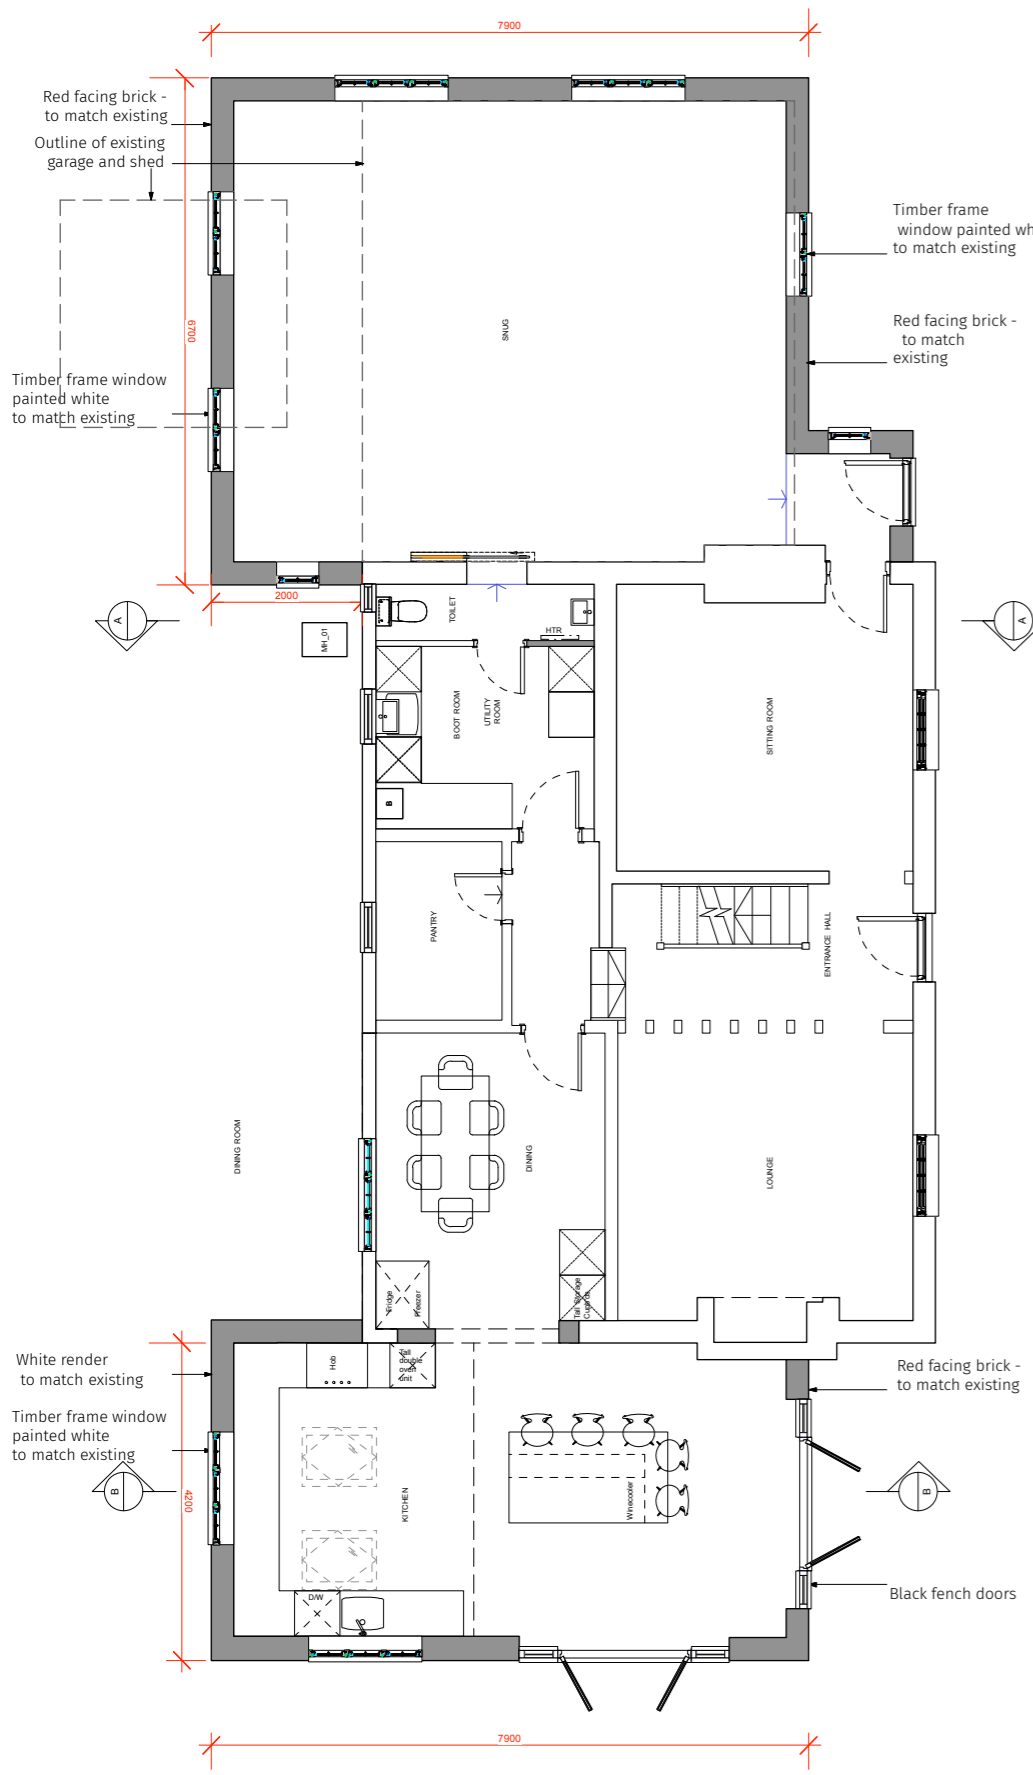 7900
Red facing brick -
to match existing
Outline of existing
garage and shed
Timber frame
window painted wh
to match existing
6700
SNUG
Red facing brick -
to match
existing
Timber frame window
painted white
to match existing
2000
A
MH_01
TOILET
HTR
A
BOOT ROOM
UTILITY
ROOM
SITTING ROOM
B
PANTRY
ENTRANCE HALL
DINING ROOM
DINING
LOUNGE
Fridge
Freezer
Tall Storage
White render
to match existing
Hob
Tall
double
oven
unit
Red facing brick -
to match existing
Timber frame window
painted white
to match existing
B
4200
KITCHEN
Winecooler
B
D/W
Black fench doors
7900